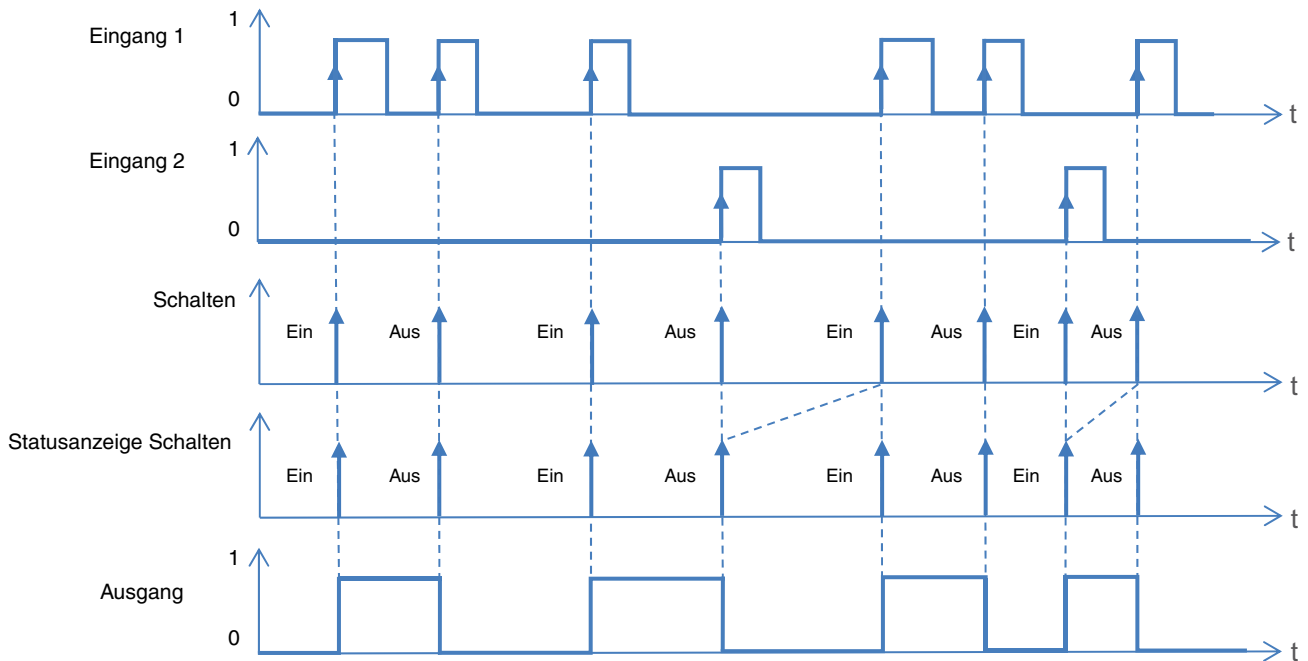 1
Eingang 1
0
t
1
Eingang 2
0
t
Schalten
Ein Aus Ein Aus Ein Aus Ein Aus
t
Statusanzeige Schalten
Ein Aus Ein Aus Ein Aus Ein Aus
t
1
Ausgang
0
t